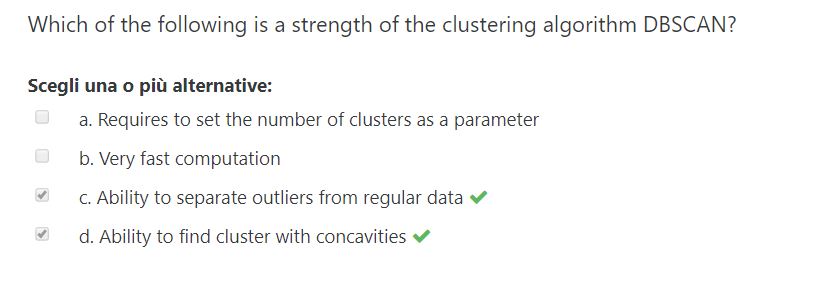 Which of the following is a strength of the clustering algorithm DBSCAN?
Scegli una o più alternative:
a. Requires to set the number of clusters as a parameter
b. Very fast computation
c. Ability to separate outliers from regular data
d. Ability to find cluster with concavities